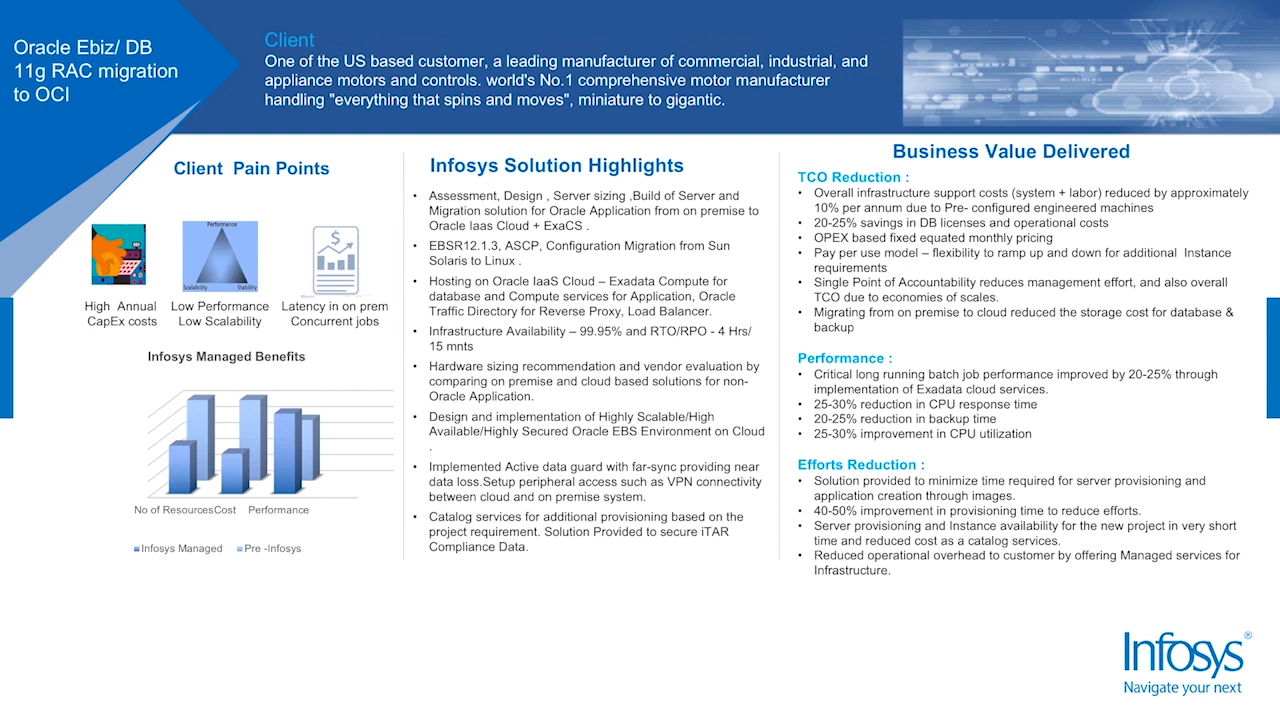 Oracle Ebiz/ DB
11g RAC migration
to OCI
Client
One of the US based customer, a leading manufacturer of commercial, industrial, and
appliance motors and controls. world's No.1 comprehensive motor manufacturer
handling "everything that spins and moves", miniature to gigantic.
Client Pain Points
Performance
Scalability Stability
$
High Annual
CapEx costs
Low Performance
Low Scalability
Latency in on prem
Concurrent jobs
Infosys Managed Benefits
No of Resources Cost Performance
Infosys Managed Pre -Infosys
Infosys Solution Highlights
• Assessment, Design , Server sizing ,Build of Server and
Migration solution for Oracle Application from on premise to
Oracle Iaas Cloud + ExaCS .
• EBSR12.1.3, ASCP, Configuration Migration from Sun
Solaris to Linux .
• Hosting on Oracle IaaS Cloud – Exadata Compute for
database and Compute services for Application, Oracle
Traffic Directory for Reverse Proxy, Load Balancer.
• Infrastructure Availability – 99.95% and RTO/RPO - 4 Hrs/
15 mnts
• Hardware sizing recommendation and vendor evaluation by
comparing on premise and cloud based solutions for non-
Oracle Application.
• Design and implementation of Highly Scalable/High
Available/Highly Secured Oracle EBS Environment on Cloud
.
• Implemented Active data guard with far-sync providing near
data loss.Setup peripheral access such as VPN connectivity
between cloud and on premise system.
• Catalog services for additional provisioning based on the
project requirement. Solution Provided to secure iTAR
Compliance Data.
Business Value Delivered
TCO Reduction :
• Overall infrastructure support costs (system + labor) reduced by approximately
10% per annum due to Pre- configured engineered machines
• 20-25% savings in DB licenses and operational costs
• OPEX based fixed equated monthly pricing
• Pay per use model – flexibility to ramp up and down for additional Instance
requirements
• Single Point of Accountability reduces management effort, and also overall
TCO due to economies of scales.
• Migrating from on premise to cloud reduced the storage cost for database &
backup
Performance :
• Critical long running batch job performance improved by 20-25% through
implementation of Exadata cloud services.
• 25-30% reduction in CPU response time
• 20-25% reduction in backup time
• 25-30% improvement in CPU utilization
Efforts Reduction :
• Solution provided to minimize time required for server provisioning and
application creation through images.
• 40-50% improvement in provisioning time to reduce efforts.
• Server provisioning and Instance availability for the new project in very short
time and reduced cost as a catalog services.
• Reduced operational overhead to customer by offering Managed services for
Infrastructure.
Infosys®
Navigate your next